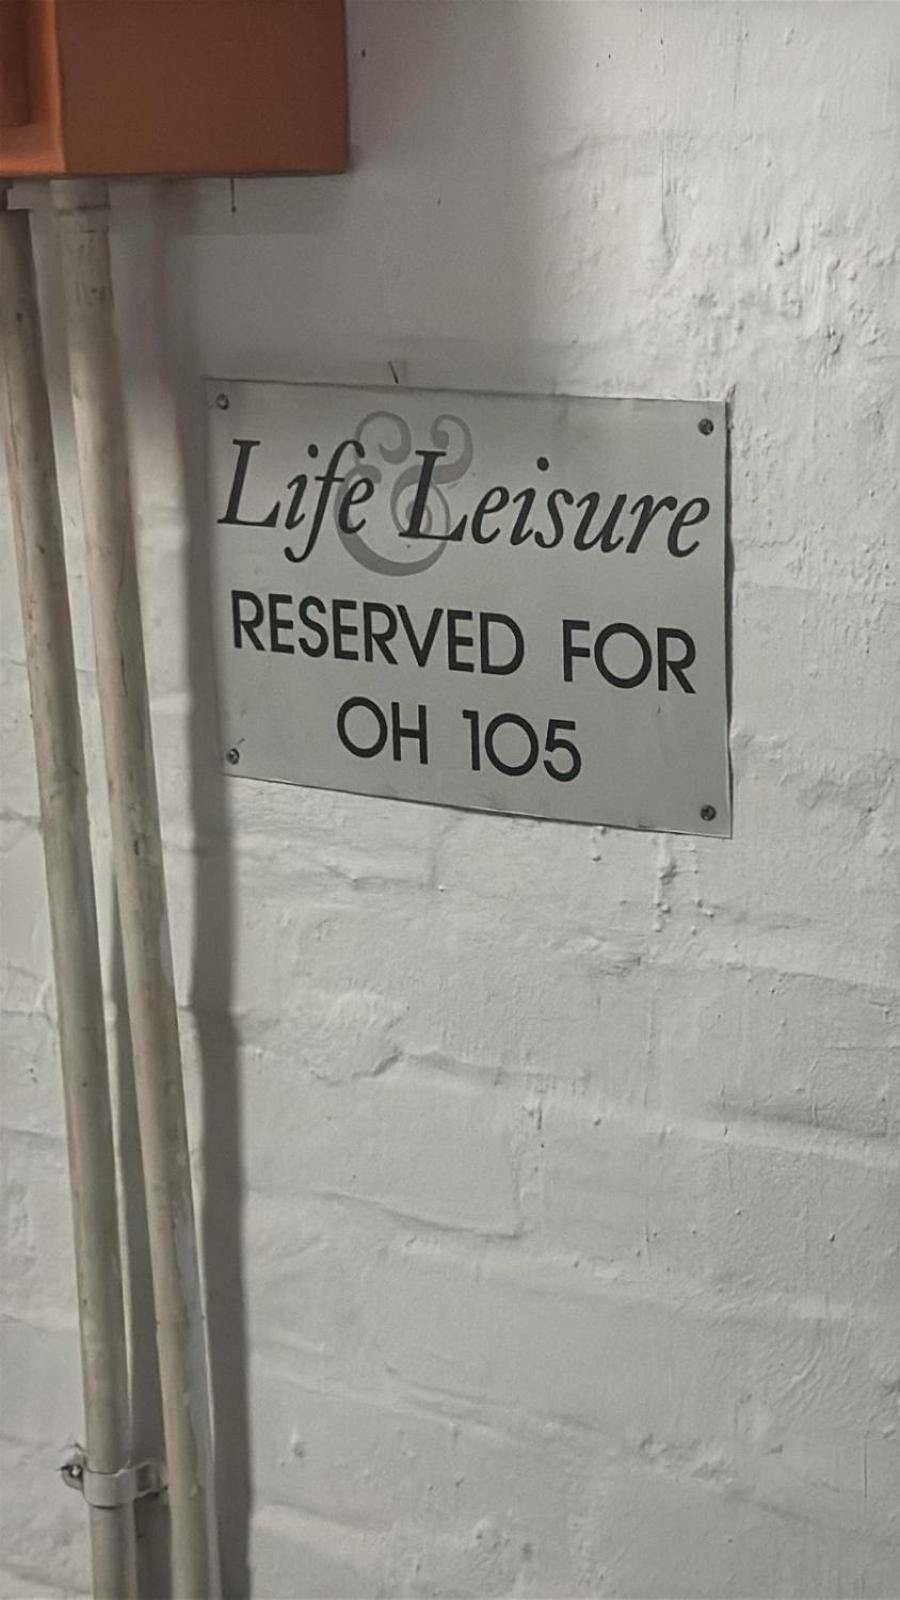 Life & Leisure
RESERVED FOR
OH 105